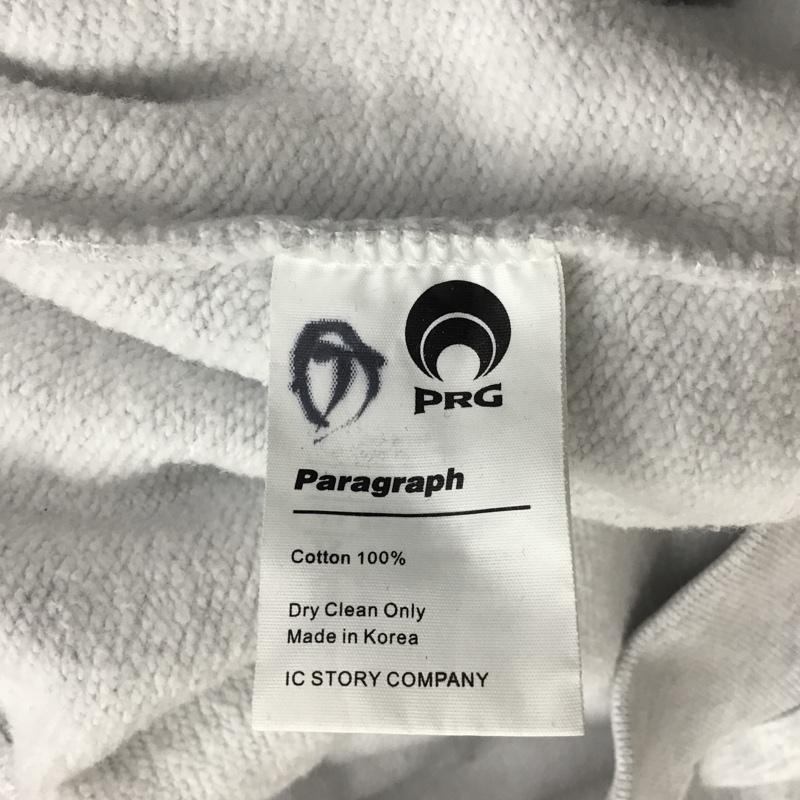 PRG
Paragraph
Cotton 100%
Dry Clean Only
Made in Korea
IC STORY COMPANY